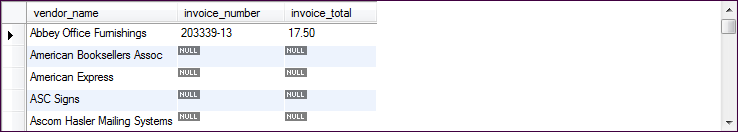 vendor_name invoice_number invoice_total
Abbey Office Furnishings 203339-13 17.50
American Booksellers Assoc NULL NULL
American Express NULL NULL
ASC Signs NULL NULL
Ascom Hasler Mailing Systems NULL NULL